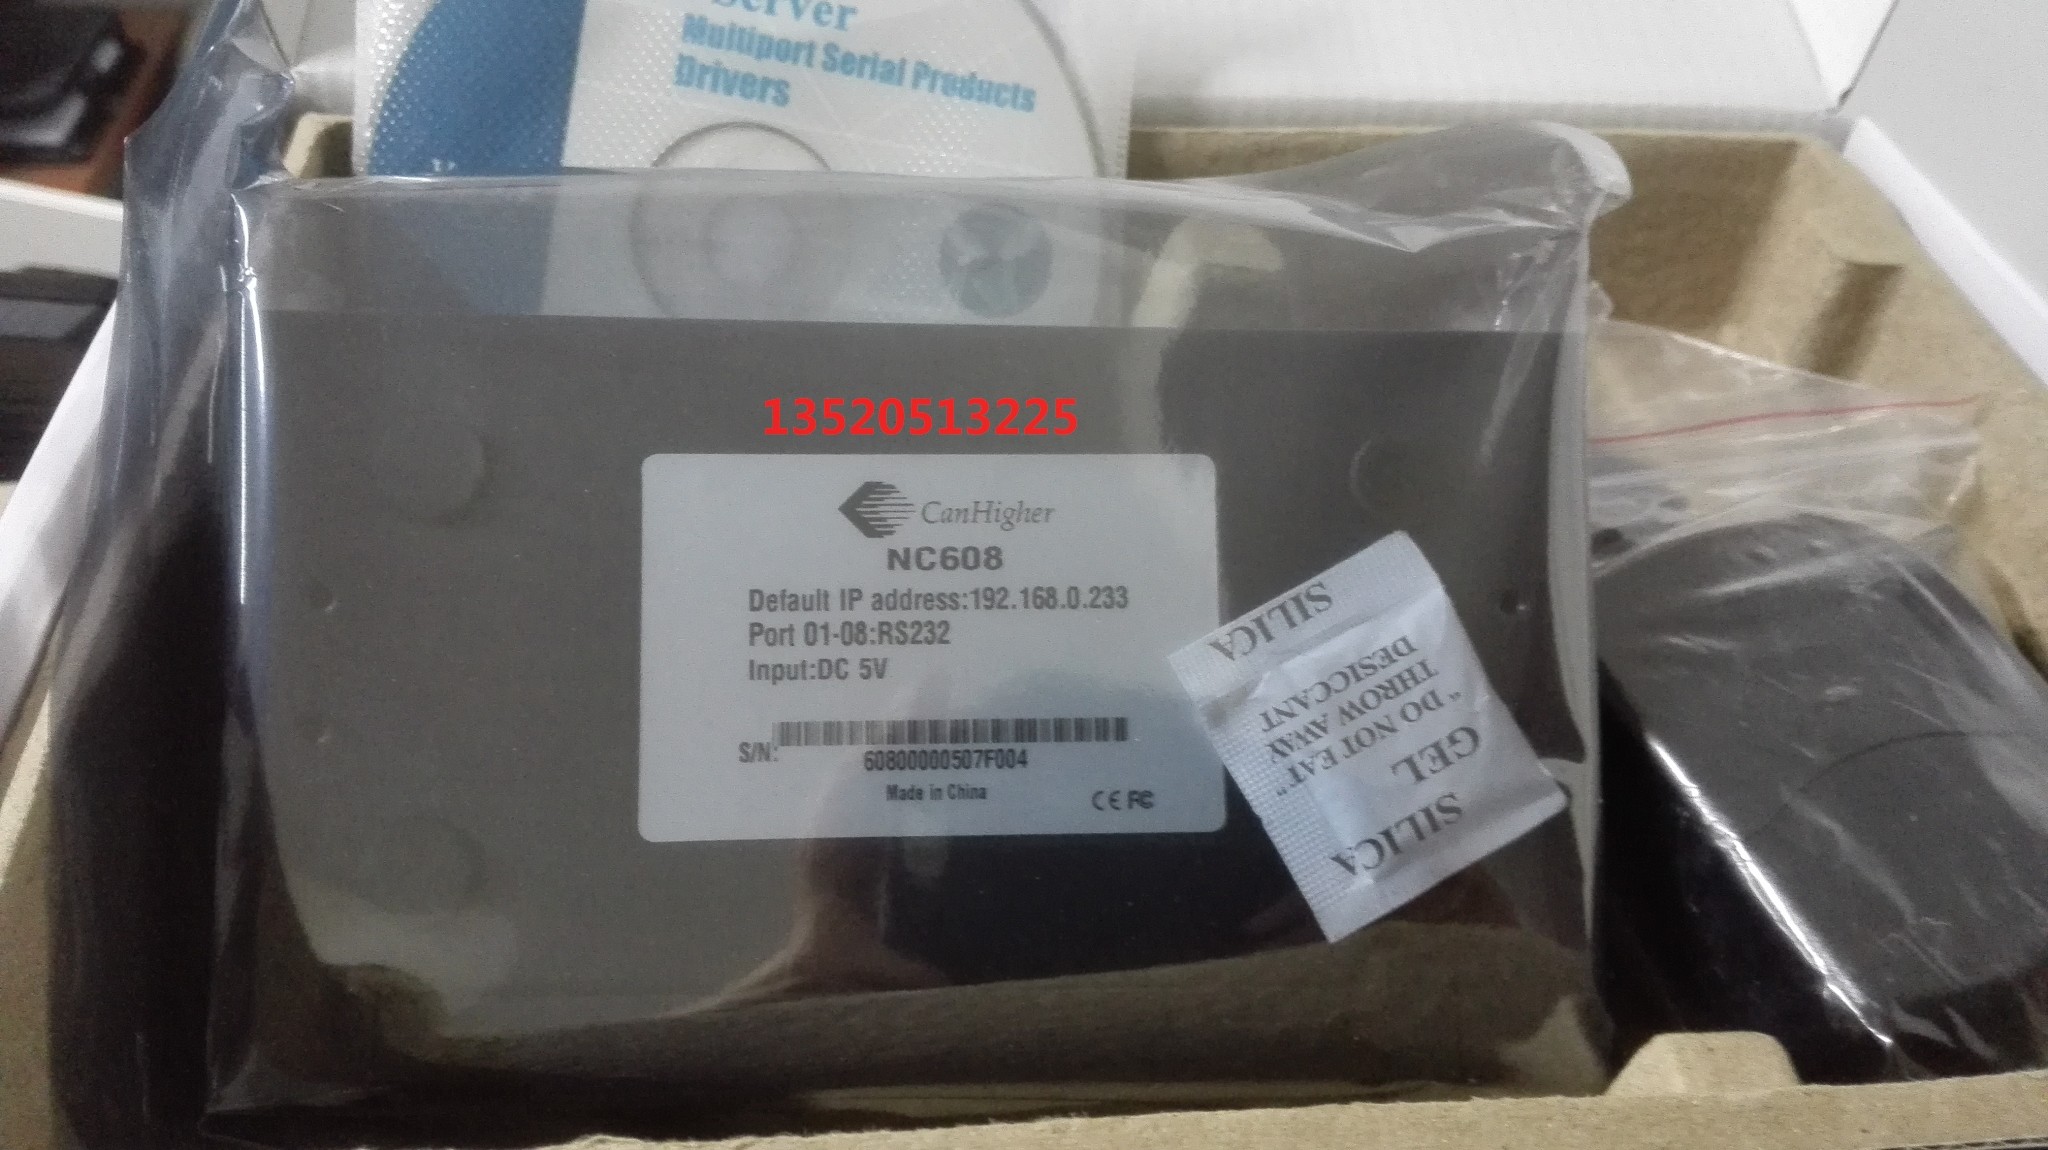 Server
Multiport Serial Products
Drivers
13520513225
CanHigher
NC608
Default IP address:192.168.0.233
Port 01-08:RS232
Input:DC 5V
S/N:
60800000507F004
Made in China
CE FC
SILICA
GEL
"DO NOT EAT"
THROW AWAY
DESICCANT
SILICA